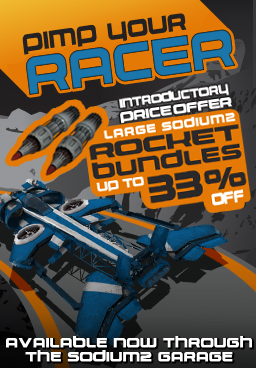 PIMP YOUR
RACER
INTRODUCTORY
PRICE OFFER
LARGE SODIUM2
ROCKET
BUNDLES
UP TO 33%
OFF
AVAILABLE NOW THROUGH
THE SODIUM2 GARAGE